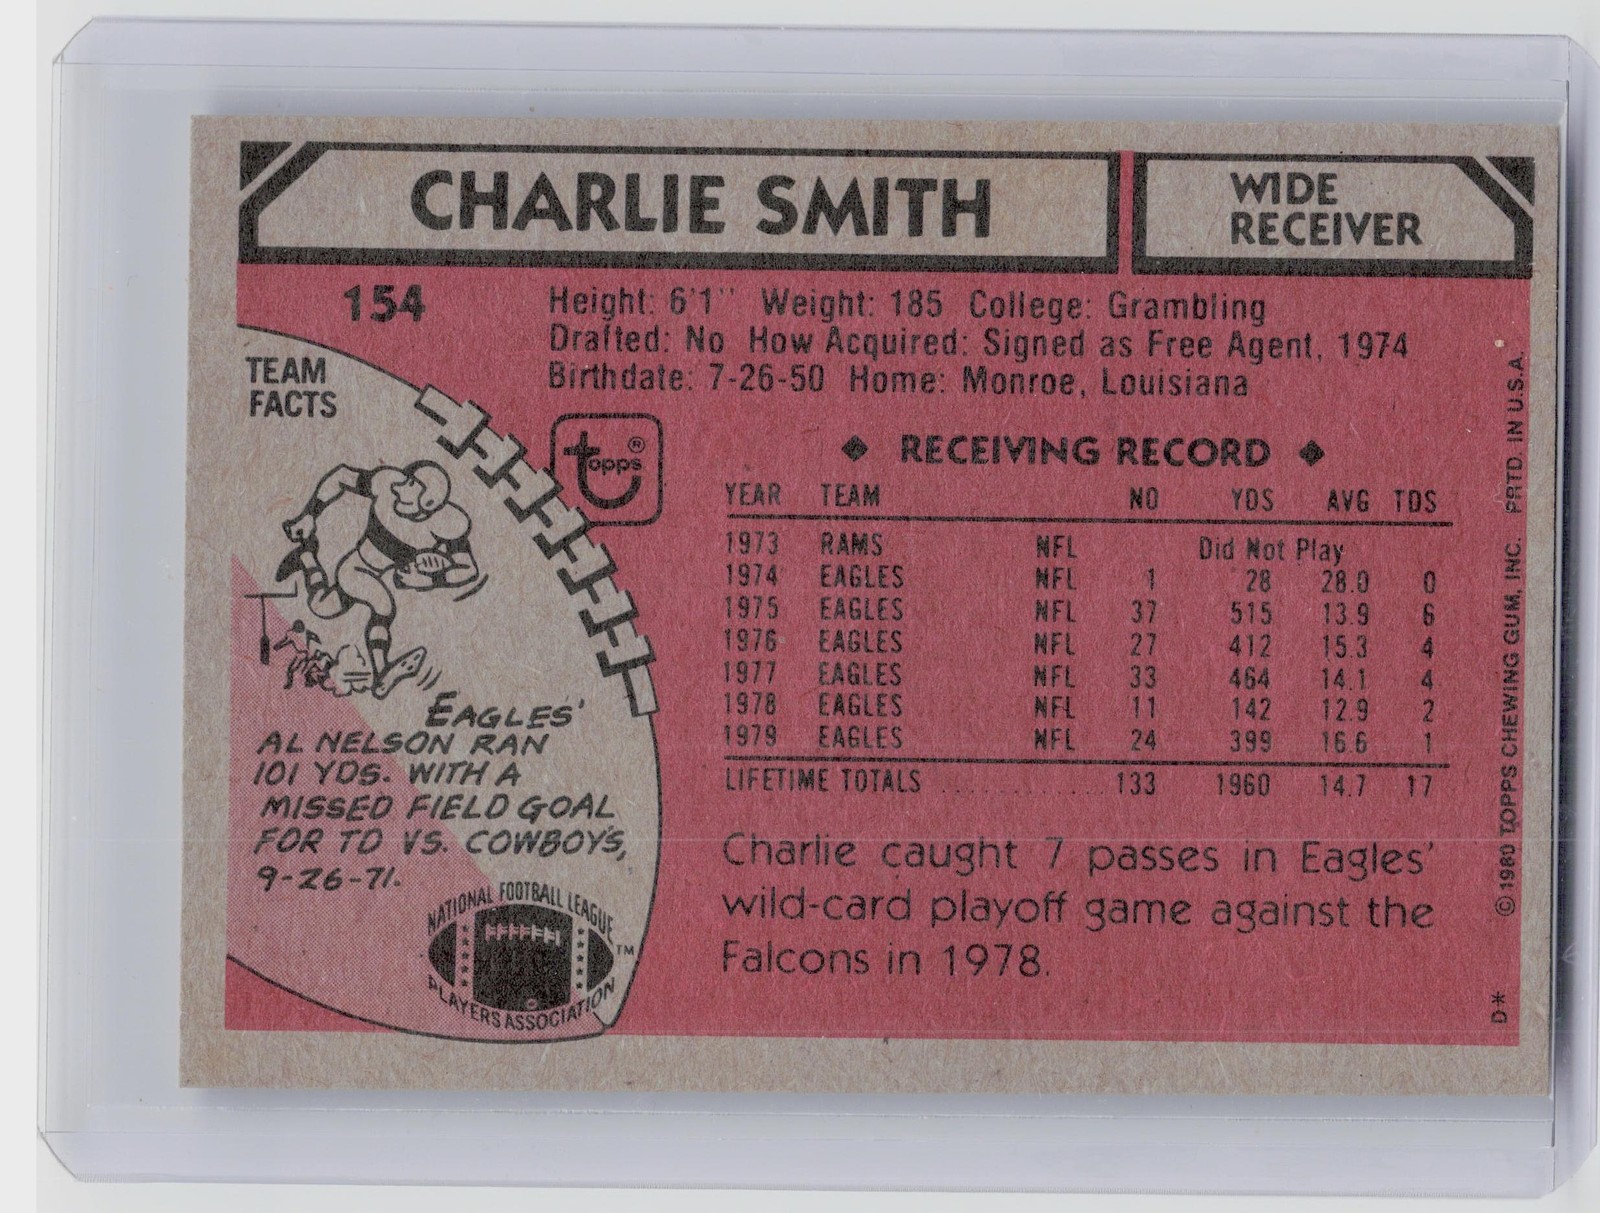 CHARLIE SMITH
WIDE
RECEIVER
154
Height: 6'1" Weight: 185 College: Grambling
Drafted: No How Acquired: Signed as Free Agent, 1974
Birthdate: 7-26-50 Home: Monroe, Louisiana
TEAM
FACTS
topps®
◆ RECEIVING RECORD ◆
YEAR TEAM NO YDS AVG TDS
1973 RAMS NFL Did Not Play
1974 EAGLES NFL 1 28 28.0 0
1975 EAGLES NFL 37 515 13.9 6
1976 EAGLES NFL 27 412 15.3 4
1977 EAGLES NFL 33 464 14.1 4
1978 EAGLES NFL 11 142 12.9 2
1979 EAGLES NFL 24 399 16.6 1
LIFETIME TOTALS ............ 133 1960 14.7 17
EAGLES'
AL NELSON RAN
101 YDS. WITH A
MISSED FIELD GOAL
FOR TD VS. COWBOYS,
9-26-71.
NATIONAL FOOTBALL LEAGUE
PLAYERS ASSOCIATION
TM
Charlie caught 7 passes in Eagles'
wild-card playoff game against the
Falcons in 1978.
D* © 1980 TOPPS CHEWING GUM, INC. PRTD. IN U.S.A.